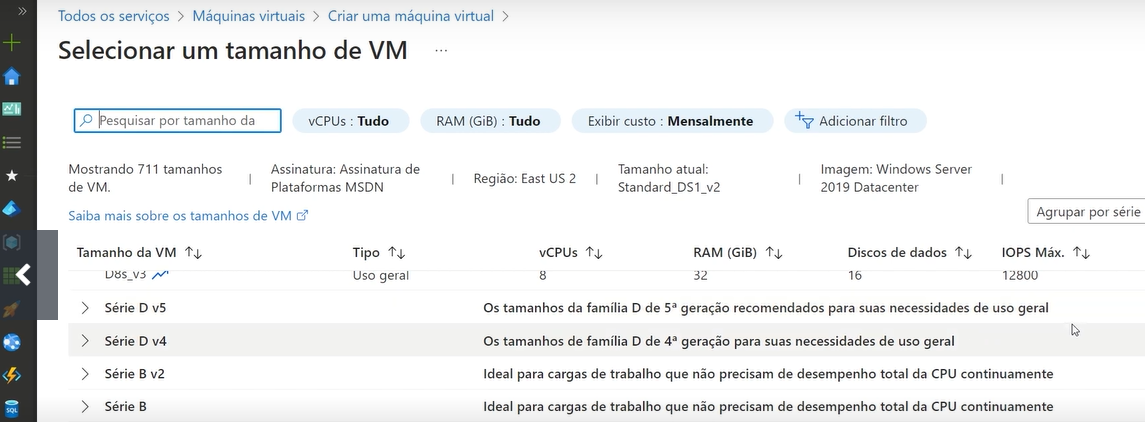 »
Todos os serviços > Máquinas virtuais > Criar uma máquina virtual >
Selecionar um tamanho de VM ...
Pesquisar por tamanho da
vCPUs : Tudo
RAM (GiB) : Tudo
Exibir custo : Mensalmente
Adicionar filtro
Mostrando 711 tamanhos
de VM.
Assinatura: Assinatura de
Plataformas MSDN
Região: East US 2
Tamanho atual:
Standard_DS1_v2
Imagem: Windows Server
2019 Datacenter
Saiba mais sobre os tamanhos de VM
Agrupar por série
Tamanho da VM Tipo vCPUs RAM (GiB) Discos de dados IOPS Máx.
D8s_v3 Uso geral 8 32 16 12800
Série D v5 Os tamanhos da família D de 5ª geração recomendados para suas necessidades de uso geral
Série D v4 Os tamanhos de família D de 4ª geração para suas necessidades de uso geral
Série B v2 Ideal para cargas de trabalho que não precisam de desempenho total da CPU continuamente
Série B Ideal para cargas de trabalho que não precisam de desempenho total da CPU continuamente
SQL